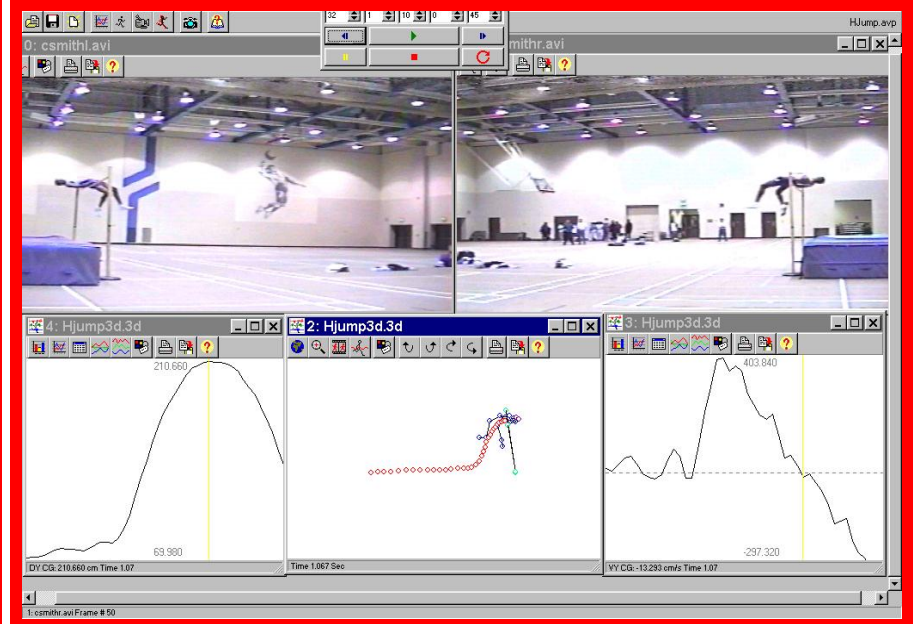 32 1 10 0 45
HJump.avp
0: csmithl.avi
mithr.avi
4: Hjump3d.3d
2: Hjump3d.3d
3: Hjump3d.3d
210.660
403.840
69.980
-297.320
DY CG: 210.660 cm Time 1.07
Time 1.067 Sec
VY CG: -13.293 cm/s Time 1.07
1: csmithr.avi Frame # 50